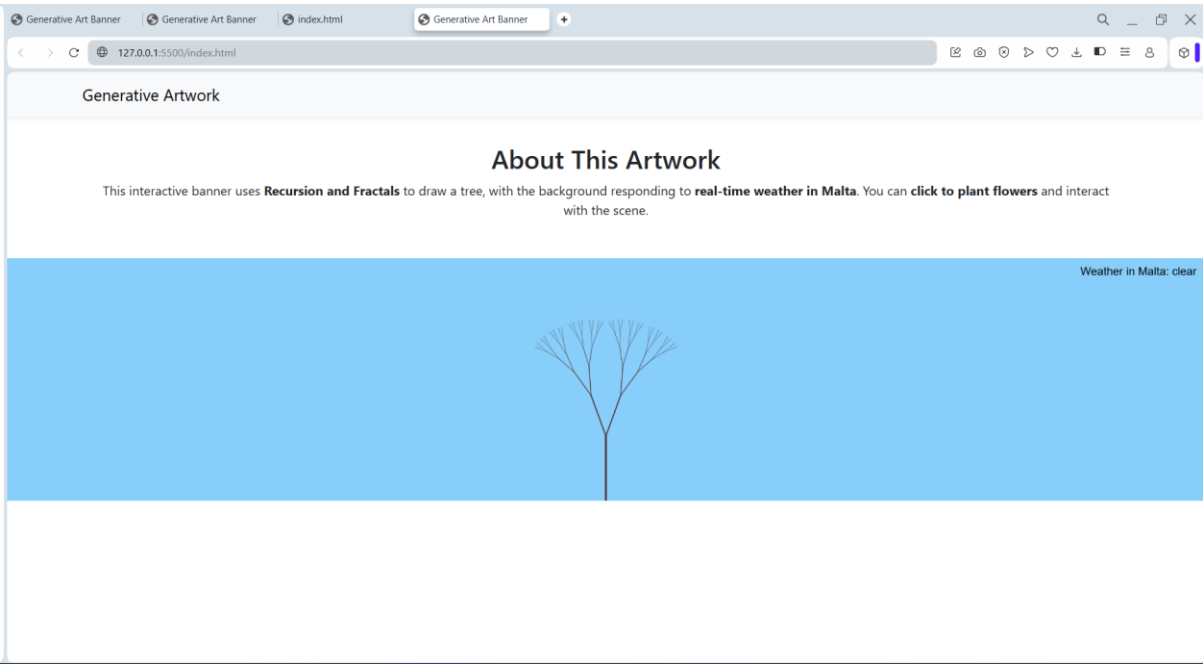 Generative Art Banner Generative Art Banner index.html Generative Art Banner
127.0.0.1:5500/index.html
Generative Artwork
About This Artwork
This interactive banner uses Recursion and Fractals to draw a tree, with the background responding to real-time weather in Malta. You can click to plant flowers and interact
with the scene.
Weather in Malta: clear